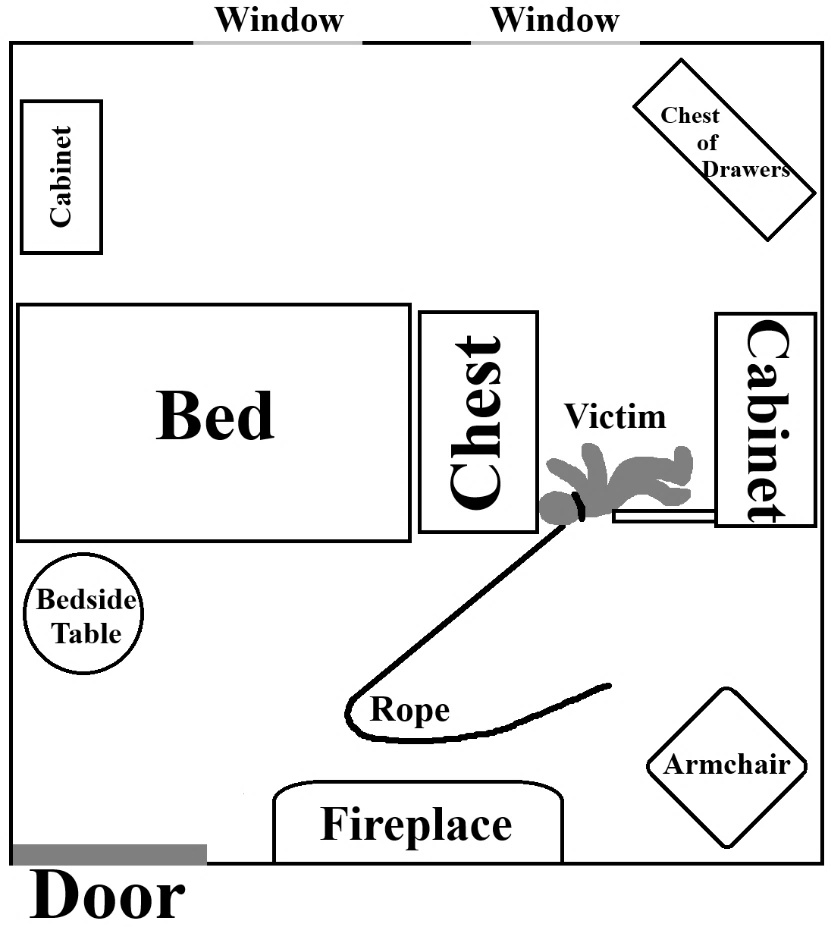 Window
Window
Chest
of
Drawers
Cabinet
Bed
Chest
Victim
Cabinet
Bedside
Table
Rope
Armchair
Fireplace
Door